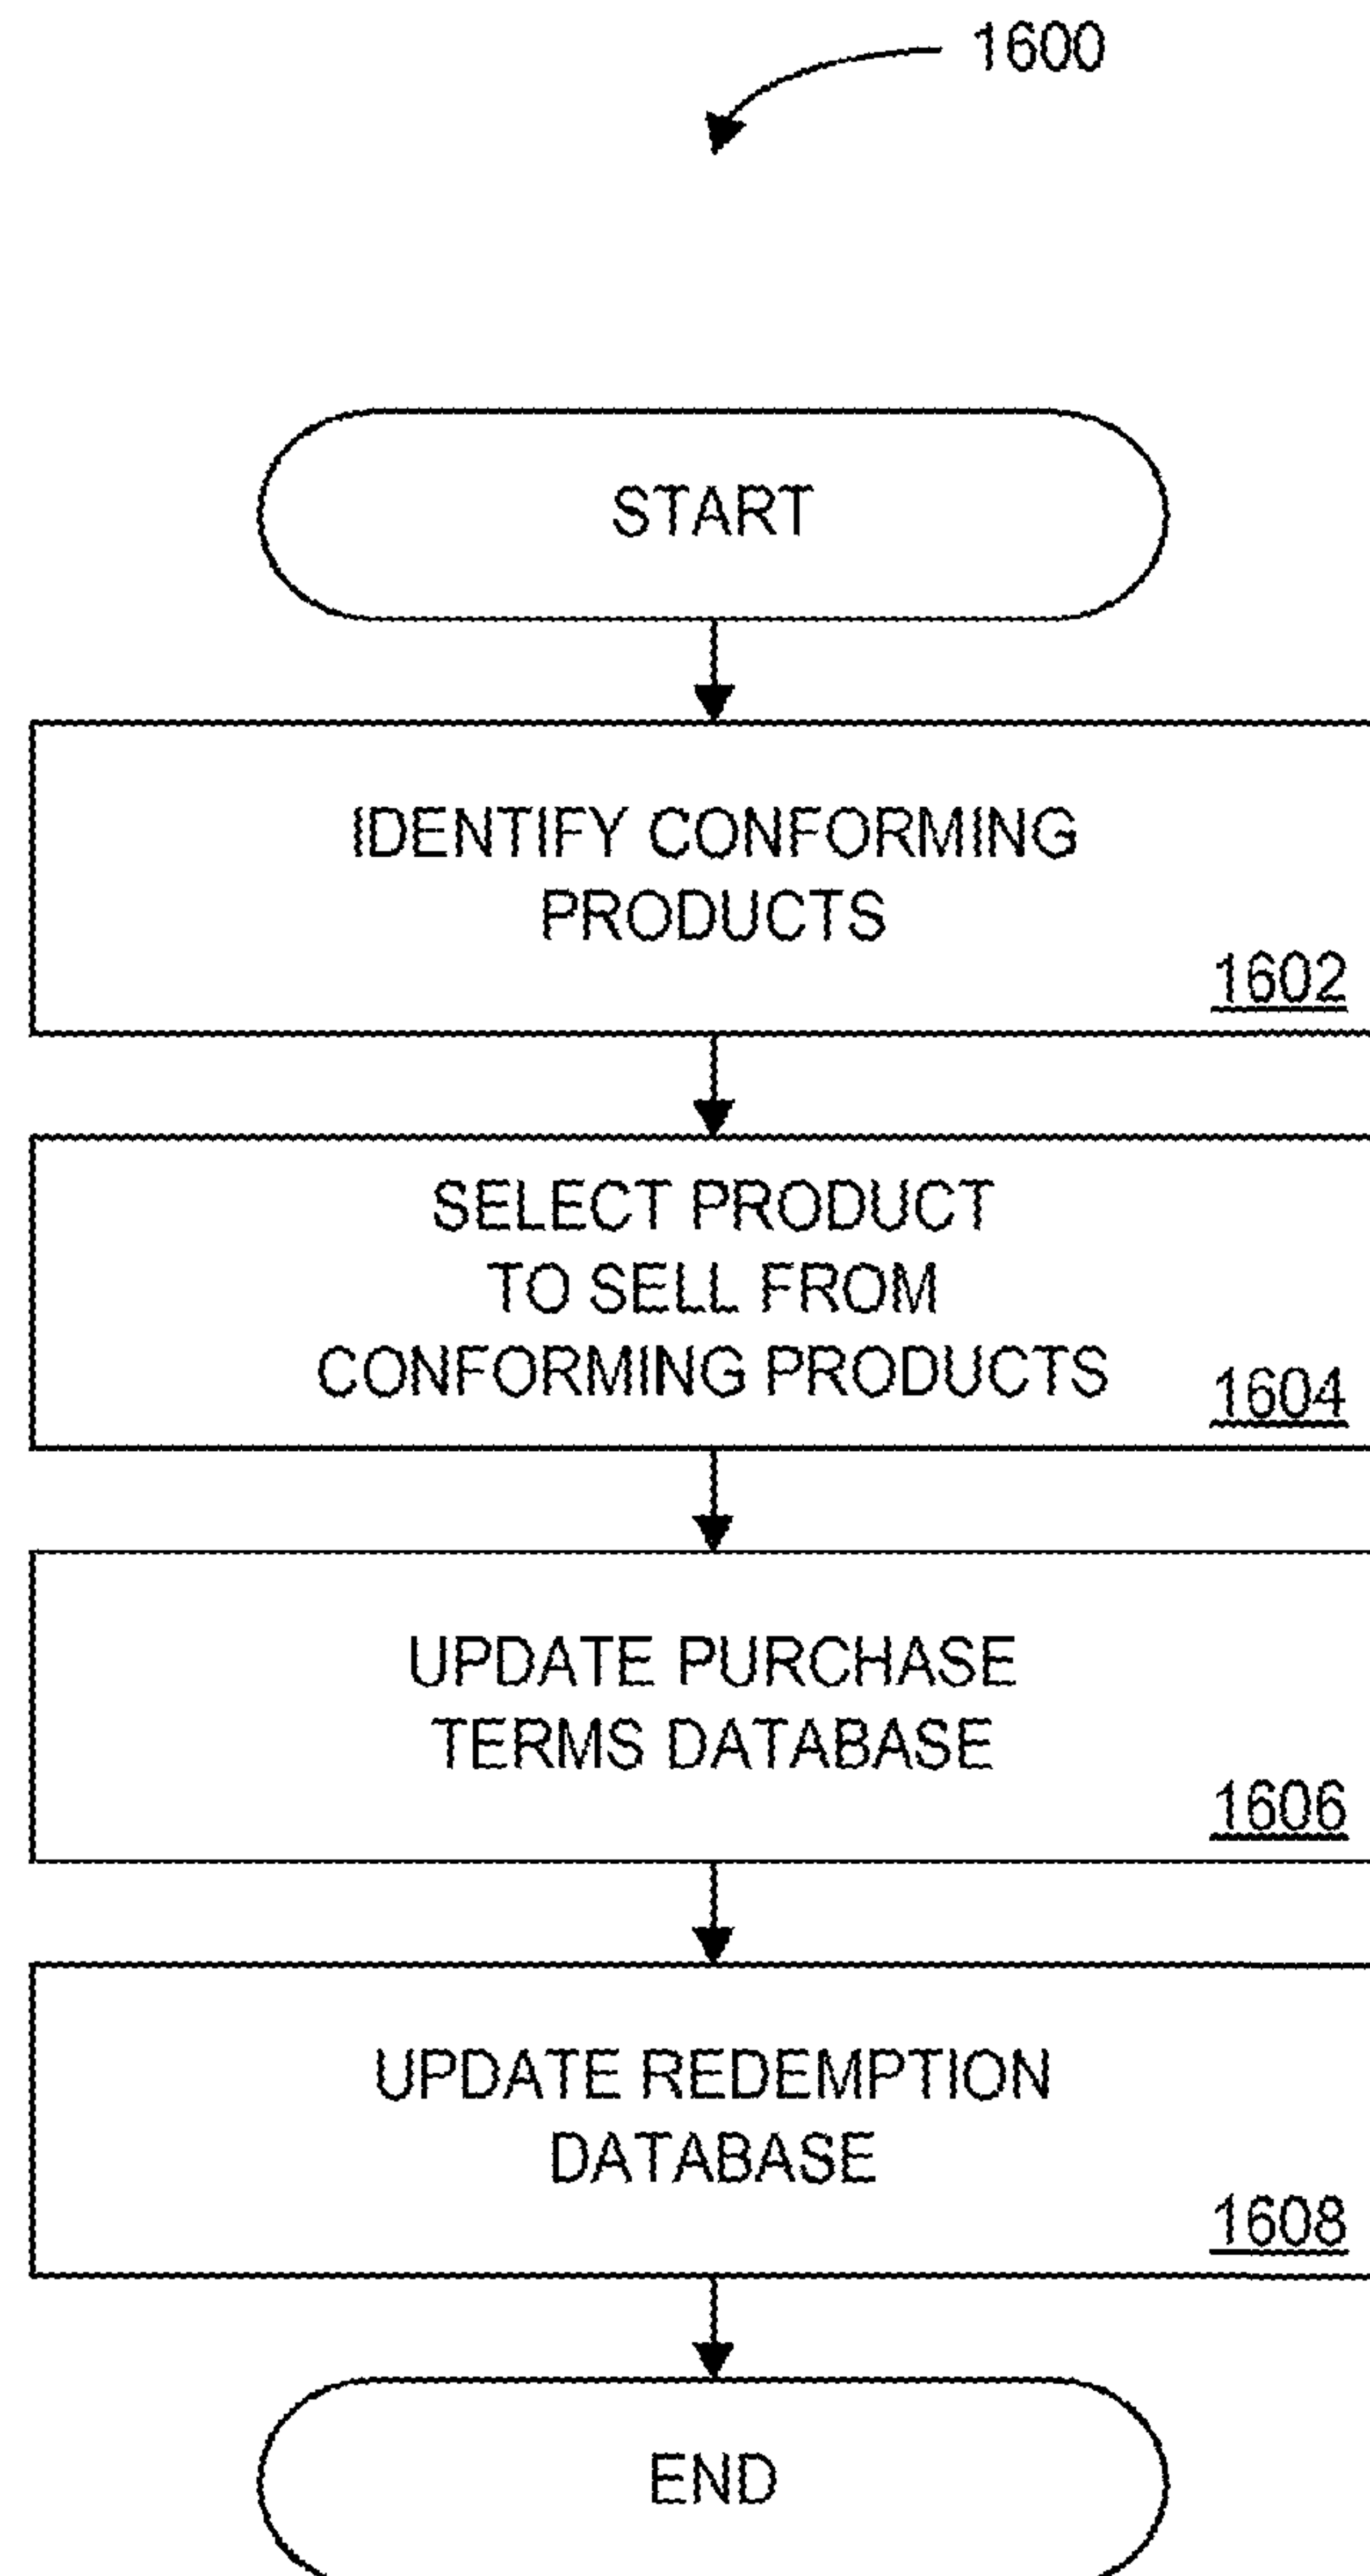 1600
START
IDENTIFY CONFORMING
PRODUCTS
1602
SELECT PRODUCT
TO SELL FROM
CONFORMING PRODUCTS
1604
UPDATE PURCHASE
TERMS DATABASE
1606
UPDATE REDEMPTION
DATABASE
1608
END